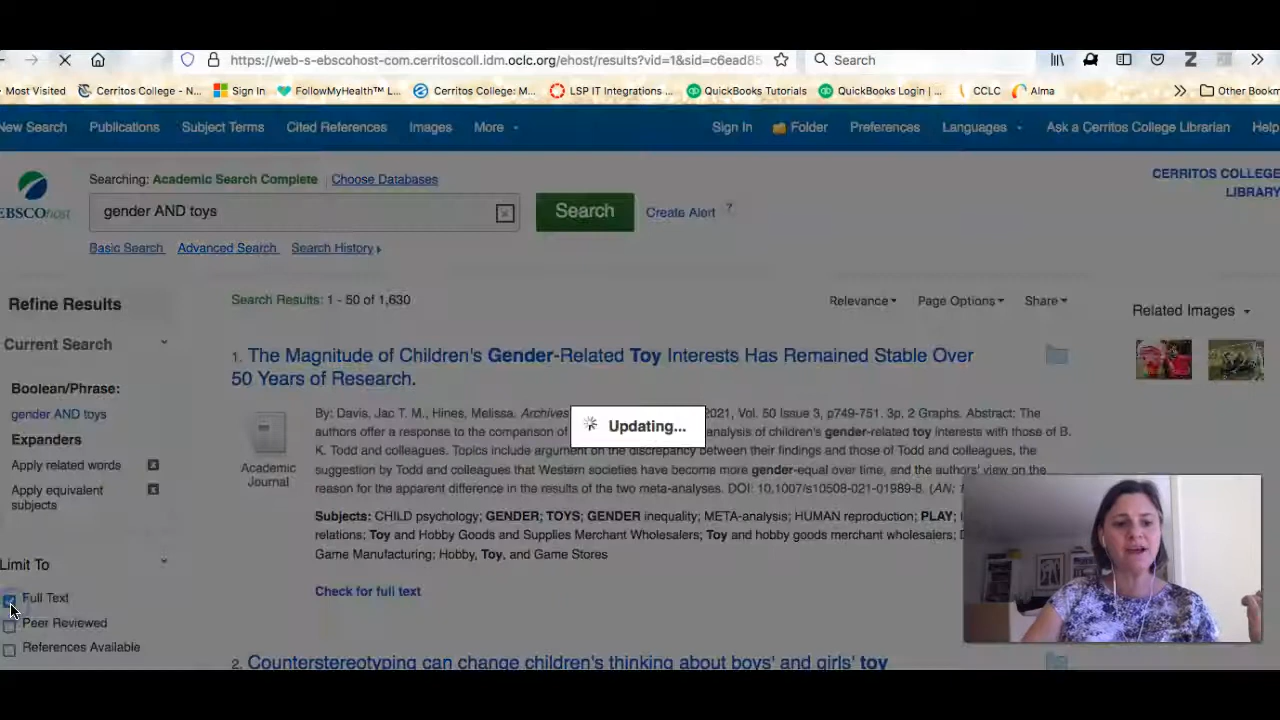 https://web-s-ebscohost-com.cerritoscoll.idm.oclc.org/ehost/results?vid=1&sid=c6ead85
Search
Most Visited
Cerritos College - N...
Sign In
FollowMyHealth™ L...
Cerritos College: M...
LSP IT Integrations ...
QuickBooks Tutorials
QuickBooks Login | ...
CCLC
Alma
Other Bookm
New Search
Publications
Subject Terms
Cited References
Images
More
Sign In
Folder
Preferences
Languages
Ask a Cerritos College Librarian
Help
EBSCOhost
Searching: Academic Search Complete
Choose Databases
gender AND toys
Search
Create Alert
?
Basic Search
Advanced Search
Search History
CERRITOS COLLEGE
LIBRARY
Refine Results
Current Search
Boolean/Phrase:
gender AND toys
Expanders
Apply related words
Apply equivalent
subjects
Limit To
Full Text
Peer Reviewed
References Available
Search Results: 1 - 50 of 1,630
Relevance
Page Options
Share
Related Images
1. The Magnitude of Children's Gender-Related Toy Interests Has Remained Stable Over
50 Years of Research.
Academic
Journal
By: Davis, Jac T. M., Hines, Melissa. Archives 2021, Vol. 50 Issue 3, p749-751. 3p, 2 Graphs. Abstract: The
authors offer a response to the comparison of analysis of children's gender-related toy interests with those of B.
K. Todd and colleagues. Topics include argument on the discrepancy between their findings and those of Todd and colleagues, the
suggestion by Todd and colleagues that Western societies have become more gender-equal over time, and the authors' view on the
reason for the apparent difference in the results of the two meta-analyses. DOI: 10.1007/s10508-021-01989-8. (AN:
Subjects: CHILD psychology; GENDER; TOYS; GENDER inequality; META-analysis; HUMAN reproduction; PLAY;
relations; Toy and Hobby Goods and Supplies Merchant Wholesalers; Toy and hobby goods merchant wholesalers;
Game Manufacturing; Hobby, Toy, and Game Stores
Check for full text
Updating...
2. Counterstereotyping can change children's thinking about boys' and girls' toy